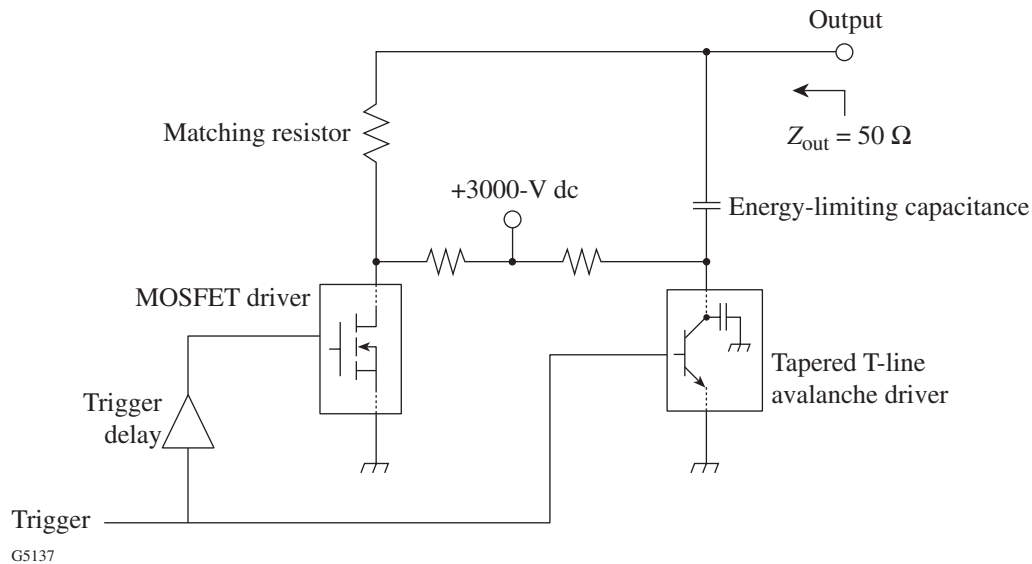 Output
Matching resistor
Zout = 50 Ω
+3000-V dc
Energy-limiting capacitance
MOSFET driver
Tapered T-line
avalanche driver
Trigger
delay
Trigger
G5137